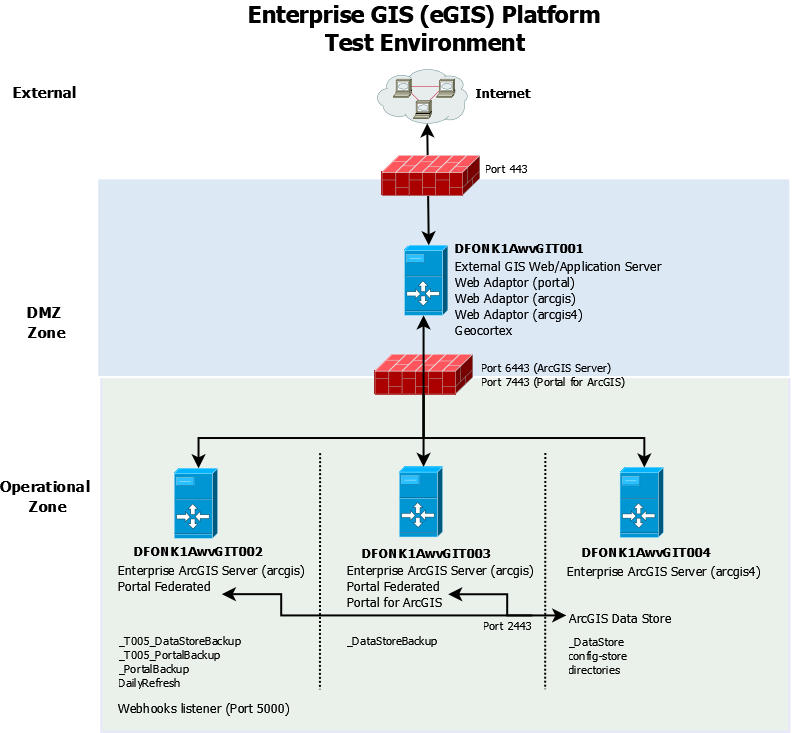 Enterprise GIS (eGIS) Platform
Test Environment
External
Internet
Port 443
DMZ
Zone
DFONK1AwvGIT001
External GIS Web/Application Server
Web Adaptor (portal)
Web Adaptor (arcgis)
Web Adaptor (arcgis4)
Geocortex
Port 6443 (ArcGIS Server)
Port 7443 (Portal for ArcGIS)
Operational
Zone
DFONK1AwvGIT002
Enterprise ArcGIS Server (arcgis)
Portal Federated
DFONK1AwvGIT003
Enterprise ArcGIS Server (arcgis)
Portal Federated
Portal for ArcGIS
DFONK1AwvGIT004
Enterprise ArcGIS Server (arcgis4)
Port 2443
ArcGIS Data Store
_T005_DataStoreBackup
_T005_PortalBackup
_PortalBackup
DailyRefresh
_DataStoreBackup
_DataStore
config-store
directories
Webhooks listener (Port 5000)